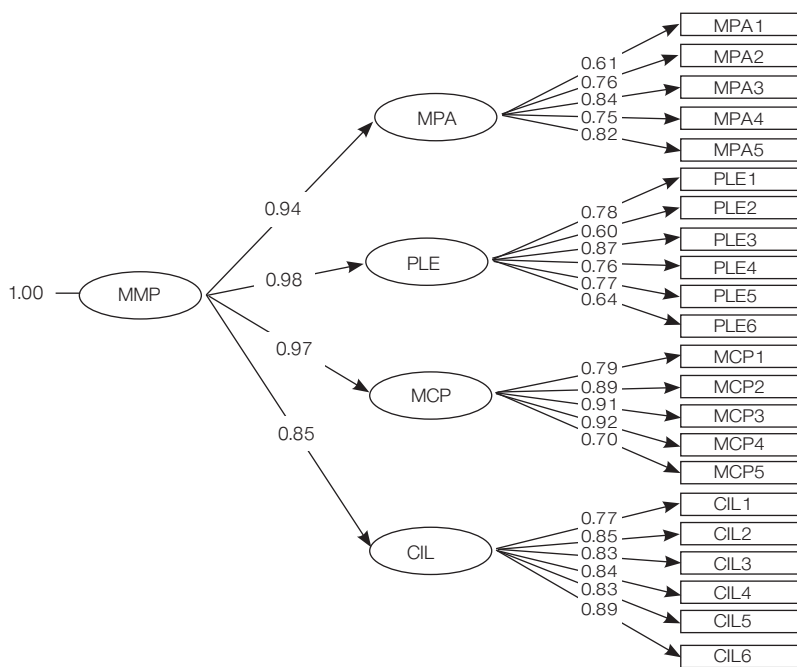 MPA1
0.61
MPA2
0.76
MPA3
0.84
MPA
MPA4
0.75
MPA5
0.82
PLE1
0.78
PLE2
0.60
PLE3
0.87
PLE
PLE4
0.76
PLE5
0.77
PLE6
0.64
0.94
0.98
1.00
MMP
0.97
0.85
MCP1
0.79
MCP2
0.89
MCP
MCP3
0.91
MCP4
0.92
MCP5
0.70
CIL1
0.77
CIL2
0.85
CIL
CIL3
0.83
CIL4
0.84
CIL5
0.83
CIL6
0.89